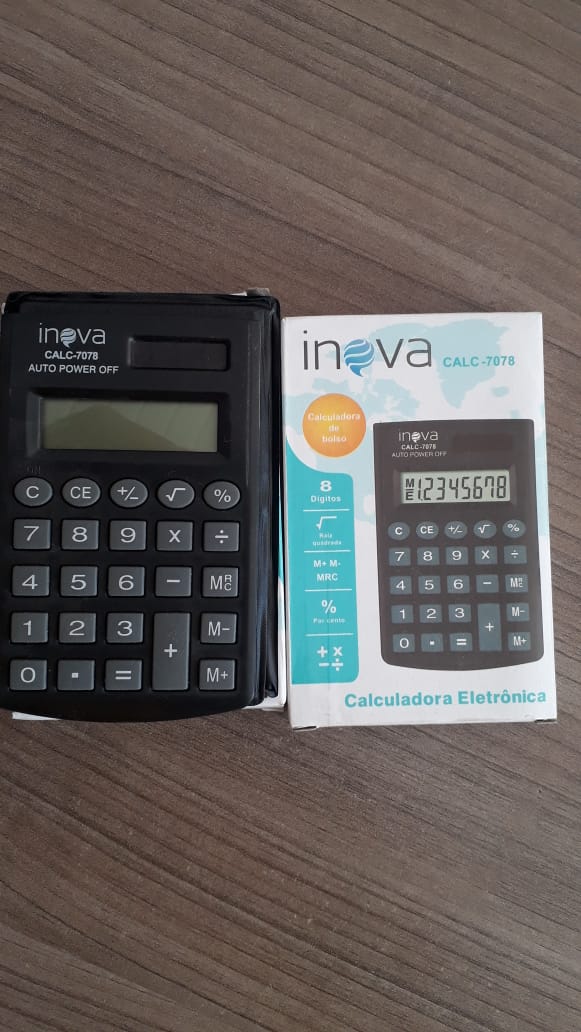 inova
CALC-7078
AUTO POWER OFF
ON
C CE +/- √ %
7 8 9 x ÷
4 5 6 − MRC
1 2 3 M−
0 . = + M+
inova CALC-7078
Calculadora
de
bolso
8
Dígitos
√
Raiz
quadrada
M+ M-
MRC
%
Porcento
+ x
− ÷
inova
CALC-7078
AUTO POWER OFF
M
E
12345678
C CE +/- √ %
7 8 9 x ÷
4 5 6 − MRC
1 2 3 M−
0 . = + M+
Calculadora Eletrônica